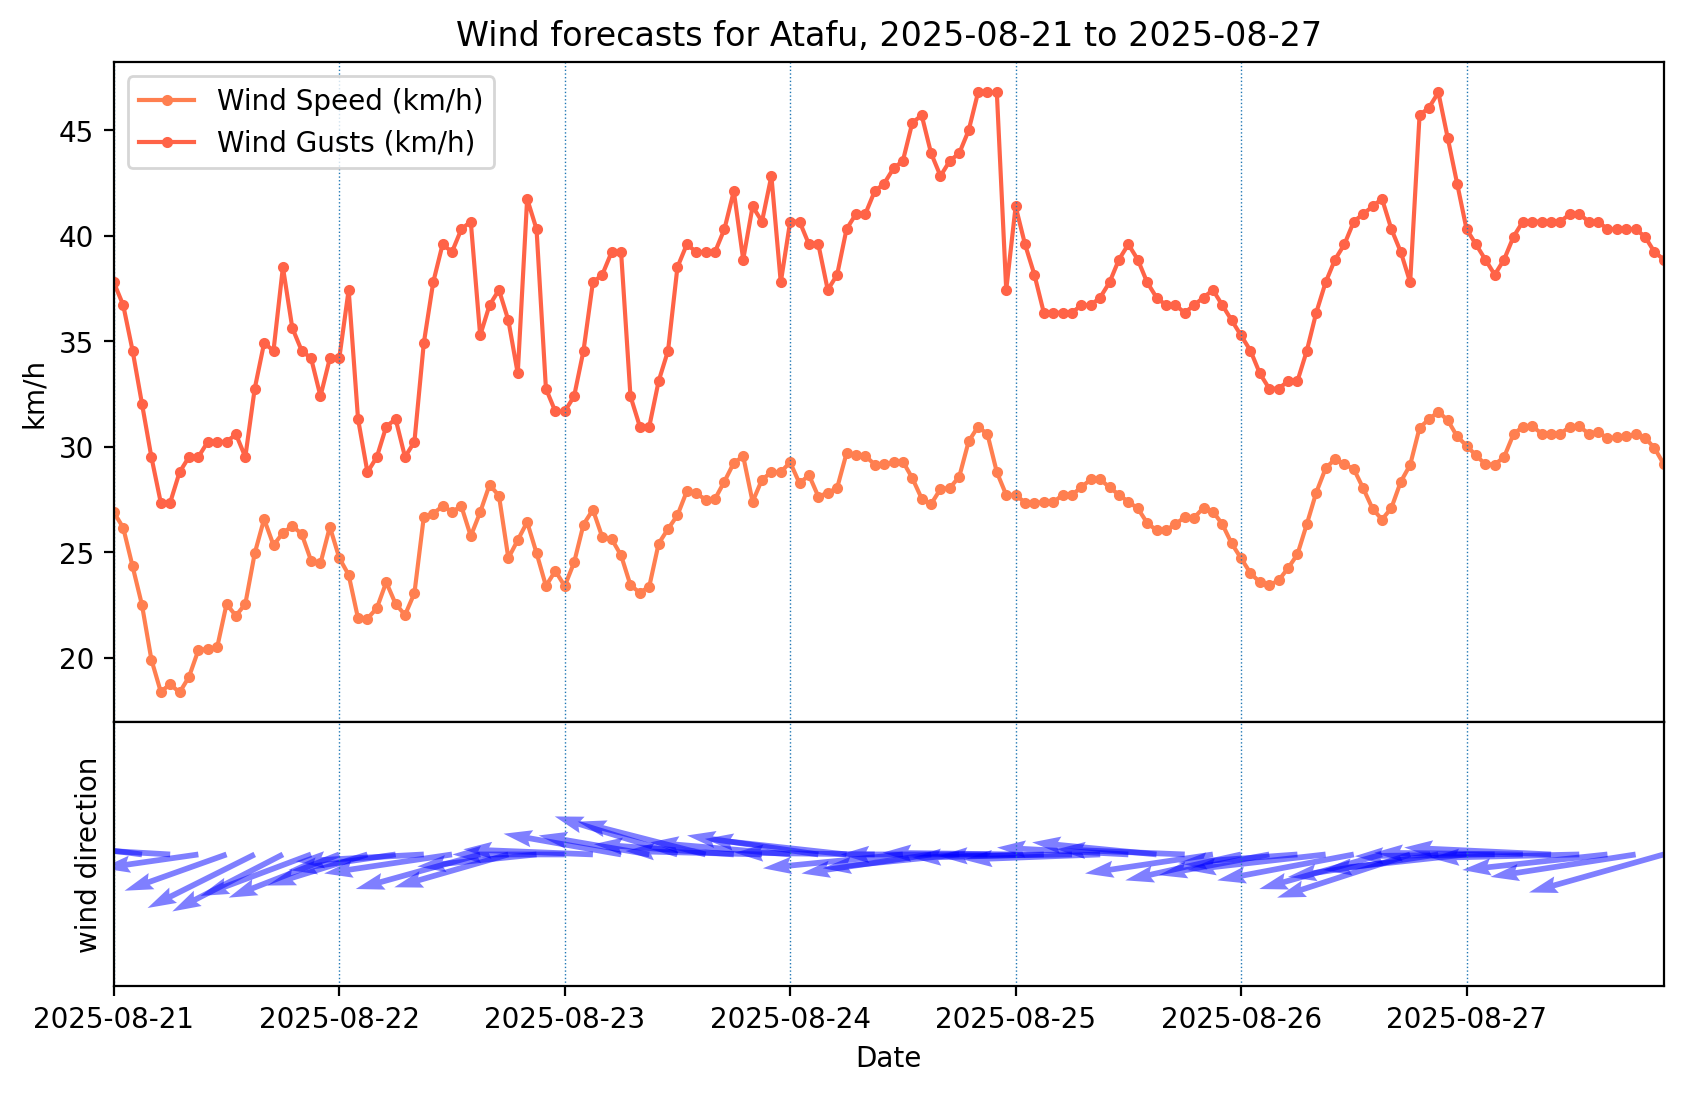 Wind forecasts for Atafu, 2025-08-21 to 2025-08-27
Wind Speed (km/h)
Wind Gusts (km/h)
45
40
35
30
25
20
km/h
wind direction
2025-08-21
2025-08-22
2025-08-23
2025-08-24
2025-08-25
2025-08-26
2025-08-27
Date